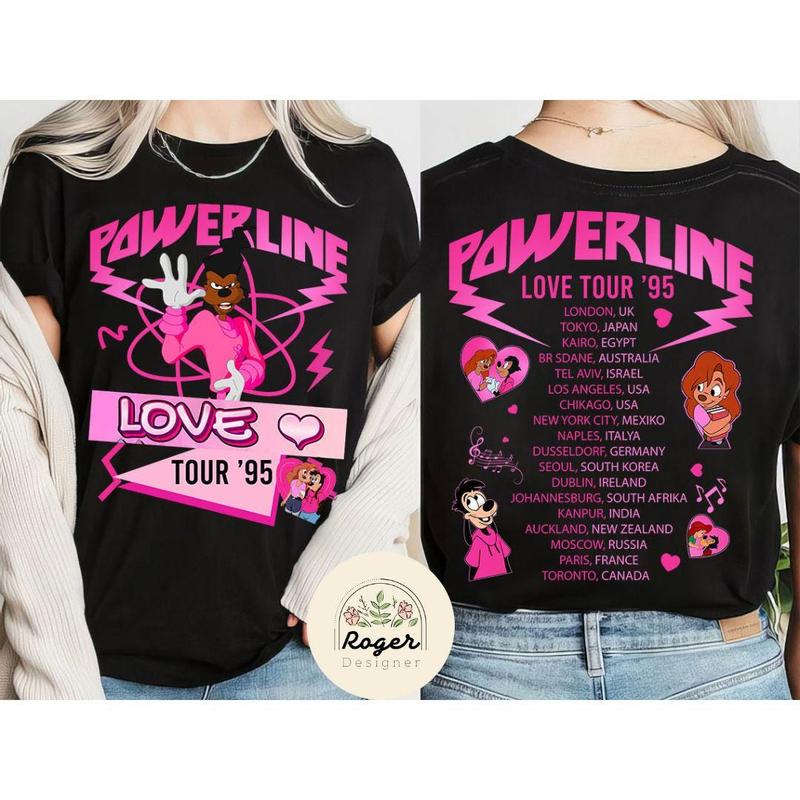 POWERLINE
LOVE
TOUR '95
POWERLINE
LOVE TOUR '95
LONDON, UK
TOKYO, JAPAN
KAIRO, EGYPT
BR SDANE, AUSTRALIA
TEL AVIV, ISRAEL
LOS ANGELES, USA
CHIKAGO, USA
NEW YORK CITY, MEXIKO
NAPLES, ITALYA
DUSSELDORF, GERMANY
SEOUL, SOUTH KOREA
DUBLIN, IRELAND
JOHANNESBURG, SOUTH AFRIKA
KANPUR, INDIA
AUCKLAND, NEW ZEALAND
MOSCOW, RUSSIA
PARIS, FRANCE
TORONTO, CANADA
Roger
Designer